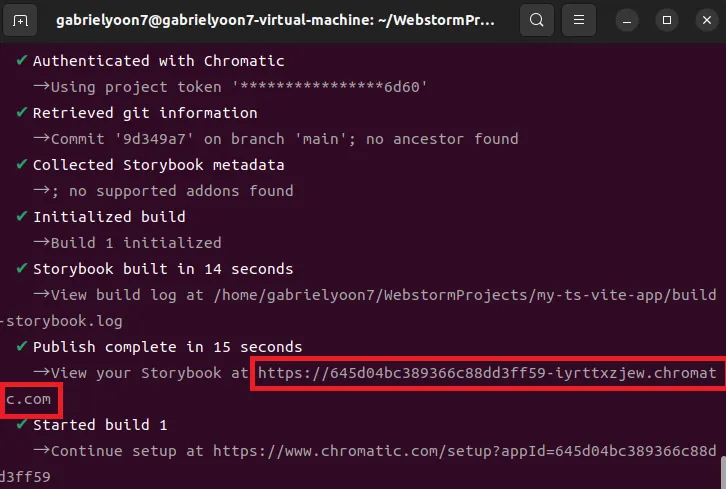 gabrielyoon7@gabrielyoon7-virtual-machine: ~/WebstormPr...
✔ Authenticated with Chromatic
→Using project token '****************6d60'
✔ Retrieved git information
→Commit '9d349a7' on branch 'main'; no ancestor found
✔ Collected Storybook metadata
→; no supported addons found
✔ Initialized build
→Build 1 initialized
✔ Storybook built in 14 seconds
→View build log at /home/gabrielyoon7/WebstormProjects/my-ts-vite-app/build
-storybook.log
✔ Publish complete in 15 seconds
→View your Storybook at https://645d04bc389366c88dd3ff59-iyrttxzjew.chromat
c.com
✔ Started build 1
→Continue setup at https://www.chromatic.com/setup?appId=645d04bc389366c88d
d3ff59